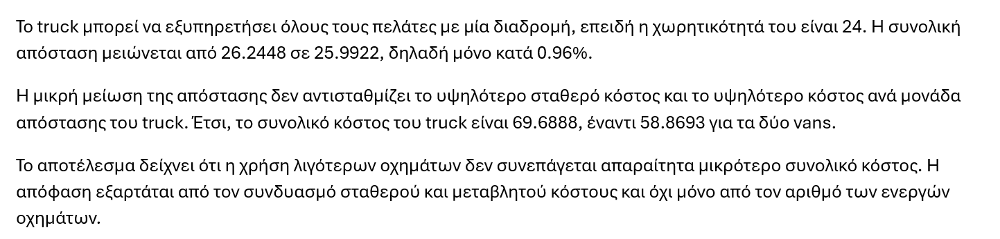 Το truck μπορεί να εξυπηρετήσει όλους τους πελάτες με μία διαδρομή, επειδή η χωρητικότητά του είναι 24. Η συνολική
απόσταση μειώνεται από 26.2448 σε 25.9922, δηλαδή μόνο κατά 0.96%.
Η μικρή μείωση της απόστασης δεν αντισταθμίζει το υψηλότερο σταθερό κόστος και το υψηλότερο κόστος ανά μονάδα
απόστασης του truck. Έτσι, το συνολικό κόστος του truck είναι 69.6888, έναντι 58.8693 για τα δύο vans.
Το αποτέλεσμα δείχνει ότι η χρήση λιγότερων οχημάτων δεν συνεπάγεται απαραίτητα μικρότερο συνολικό κόστος. Η
απόφαση εξαρτάται από τον συνδυασμό σταθερού και μεταβλητού κόστους και όχι μόνο από τον αριθμό των ενεργών
οχημάτων.